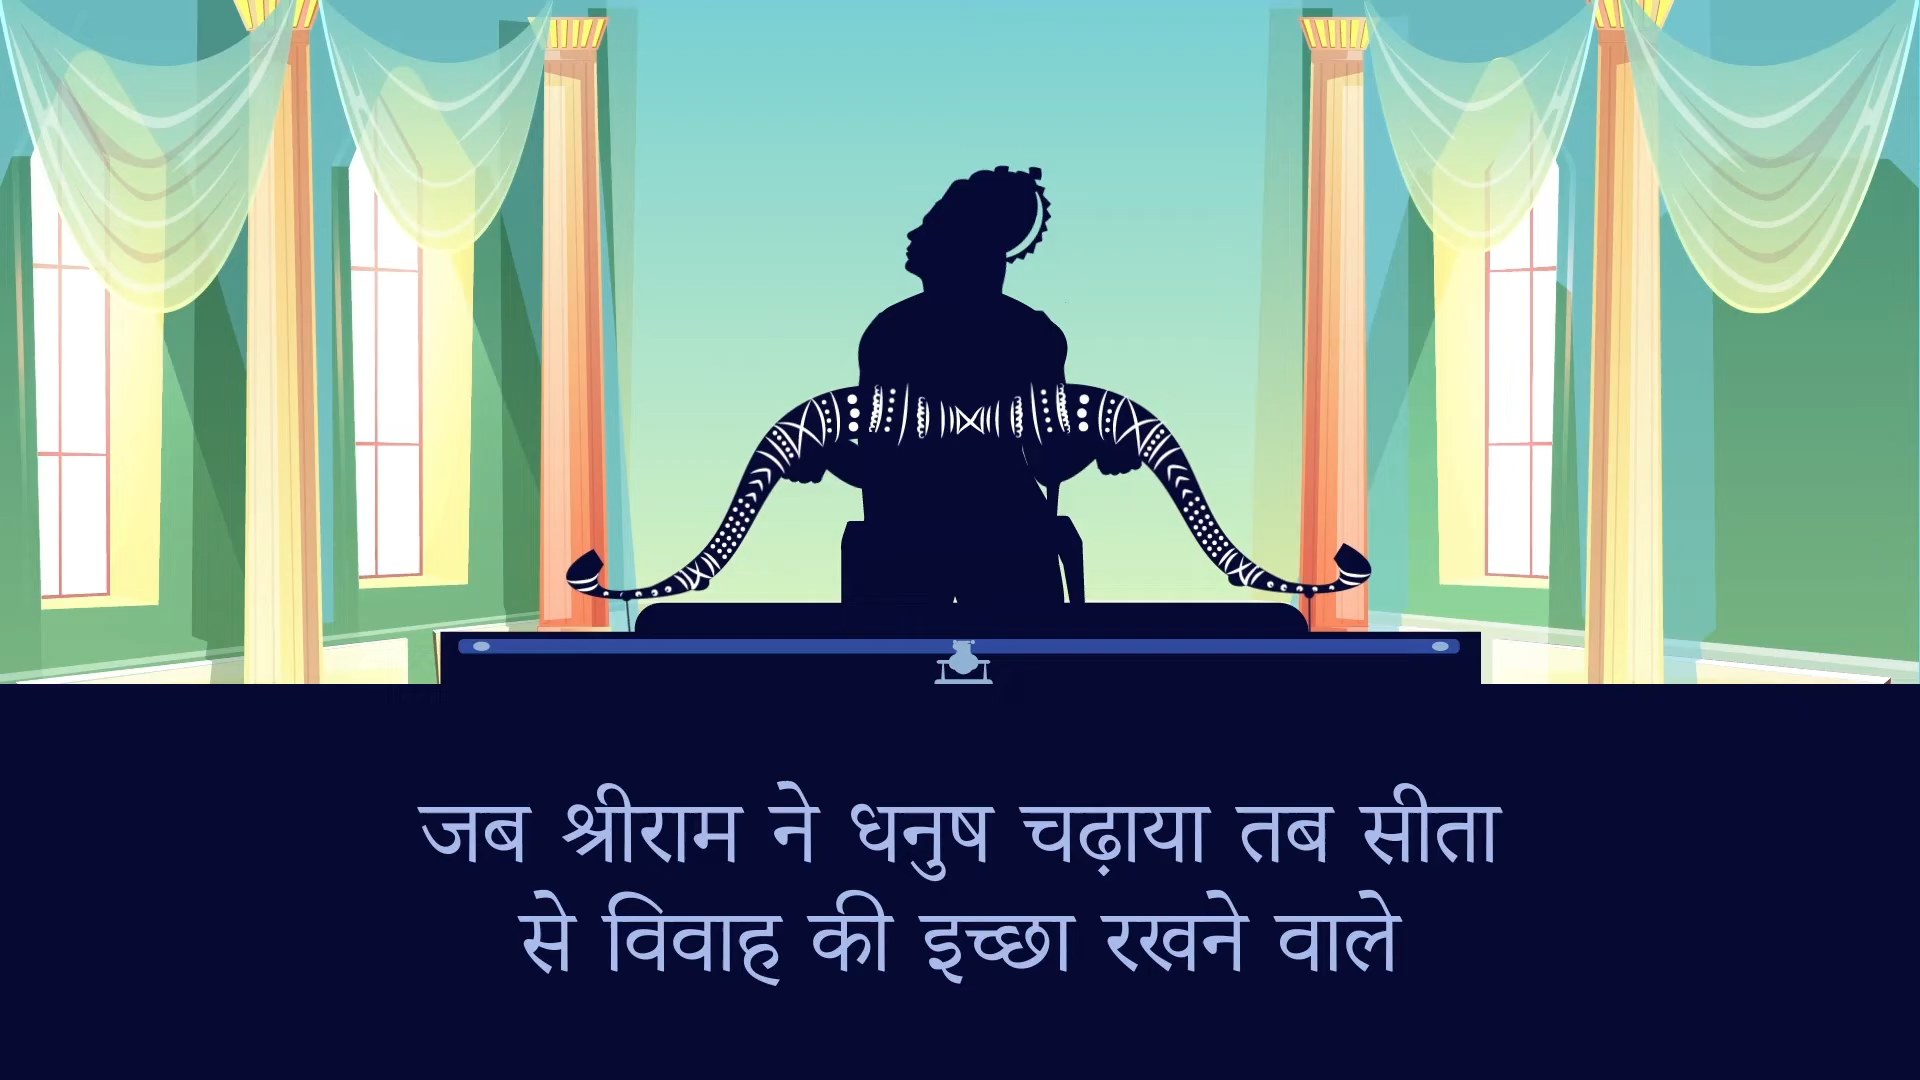 जब श्रीराम ने धनुष चढ़ाया तब सीता
से विवाह की इच्छा रखने वाले